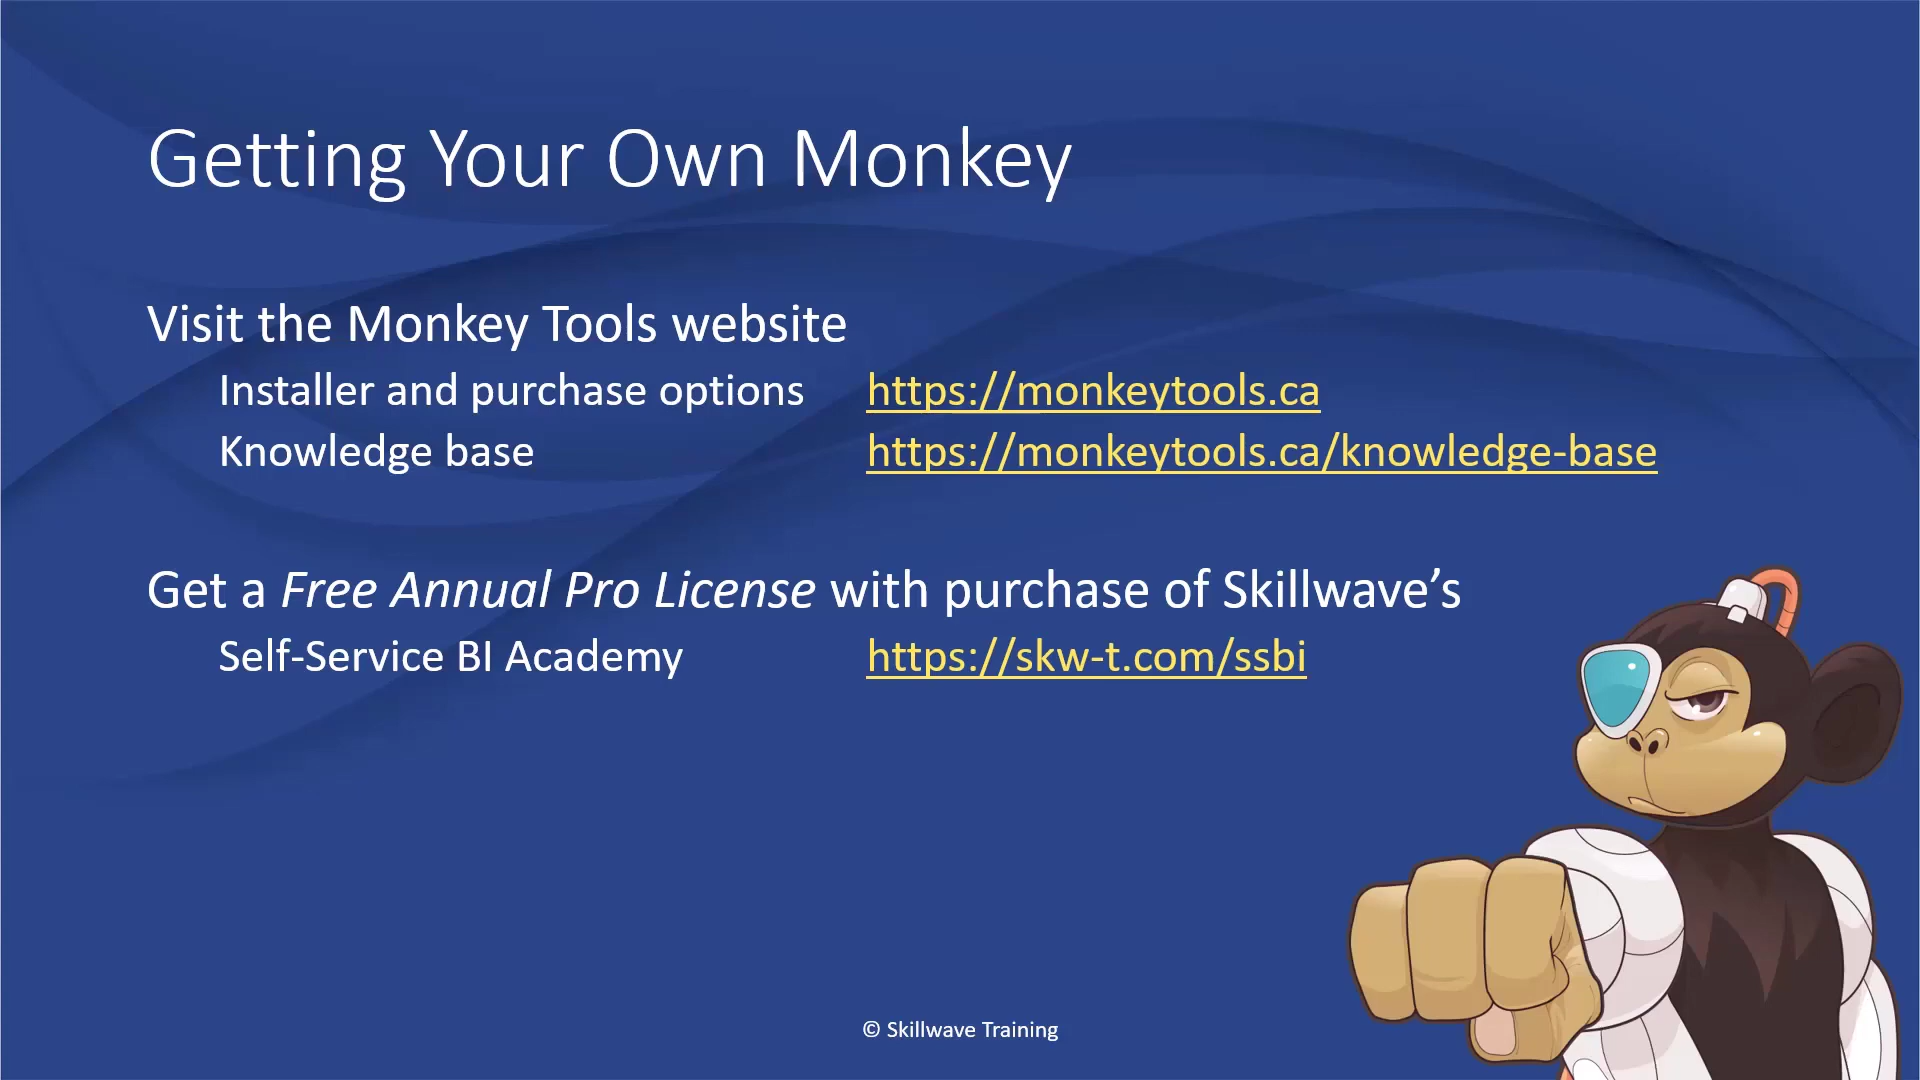 Getting Your Own Monkey
Visit the Monkey Tools website
Installer and purchase options https://monkeytools.ca
Knowledge base https://monkeytools.ca/knowledge-base
Get a Free Annual Pro License with purchase of Skillwave’s
Self-Service BI Academy https://skw-t.com/ssbi
© Skillwave Training